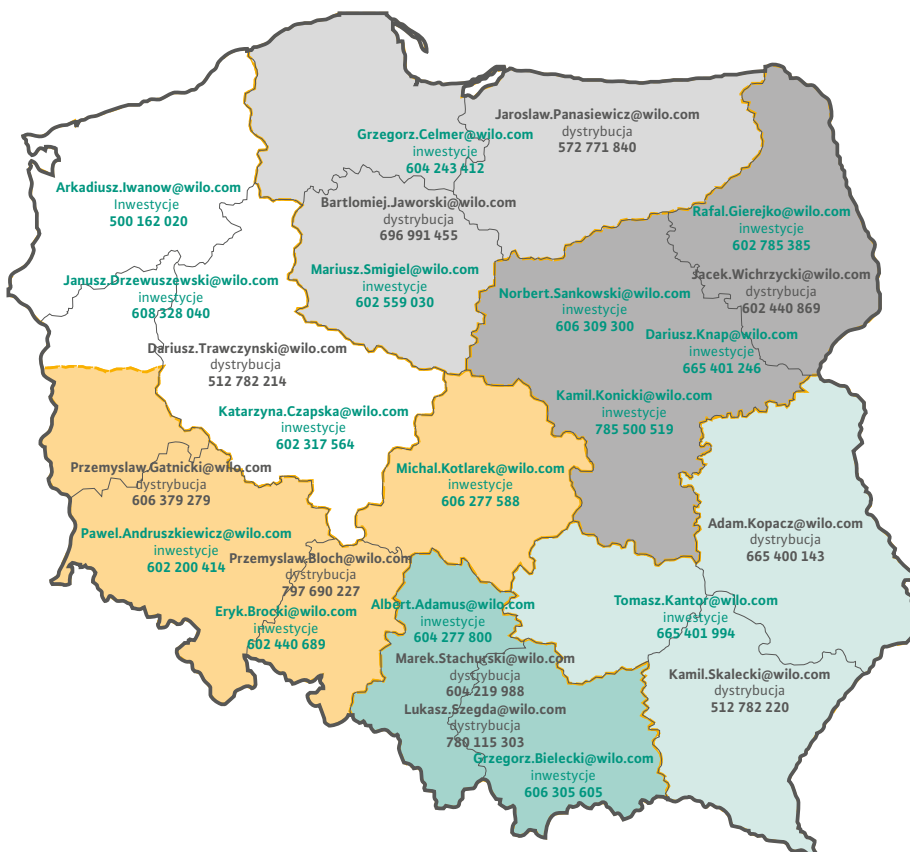 Jaroslaw.Panasiewicz@wilo.com
dystrybucja
572 771 840
Grzegorz.Celmer@wilo.com
inwestycje
604 243 412
Arkadiusz.Iwanow@wilo.com
Inwestycje
500 162 020
Bartlomiej.Jaworski@wilo.com
dystrybucja
696 991 455
Rafal.Gierejko@wilo.com
inwestycje
602 785 385
Janusz.Drzewuszewski@wilo.com
inwestycje
608 328 040
Mariusz.Smigiel@wilo.com
inwestycje
602 559 030
Jacek.Wichrzycki@wilo.com
dystrybucja
602 440 869
Norbert.Sankowski@wilo.com
inwestycje
606 309 300
Dariusz.Knap@wilo.com
inwestycje
665 401 246
Dariusz.Trawczynski@wilo.com
dystrybucja
512 782 214
Kamil.Konicki@wilo.com
inwestycje
785 500 519
Katarzyna.Czapska@wilo.com
inwestycje
602 317 564
Przemyslaw.Gatnicki@wilo.com
dystrybucja
606 379 279
Michal.Kotlarek@wilo.com
inwestycje
606 277 588
Adam.Kopacz@wilo.com
dystrybucja
665 400 143
Pawel.Andruszkiewicz@wilo.com
inwestycje
602 200 414
Przemyslaw.Bloch@wilo.com
dystrybucja
797 690 227
Eryk.Brocki@wilo.com
inwestycje
602 440 689
Albert.Adamus@wilo.com
inwestycje
604 277 800
Tomasz.Kantor@wilo.com
inwestycje
665 401 994
Marek.Stachurski@wilo.com
dystrybucja
604 219 988
Kamil.Skalecki@wilo.com
dystrybucja
512 782 220
Lukasz.Szegda@wilo.com
dystrybucja
780 115 303
Grzegorz.Bielecki@wilo.com
inwestycje
606 305 605